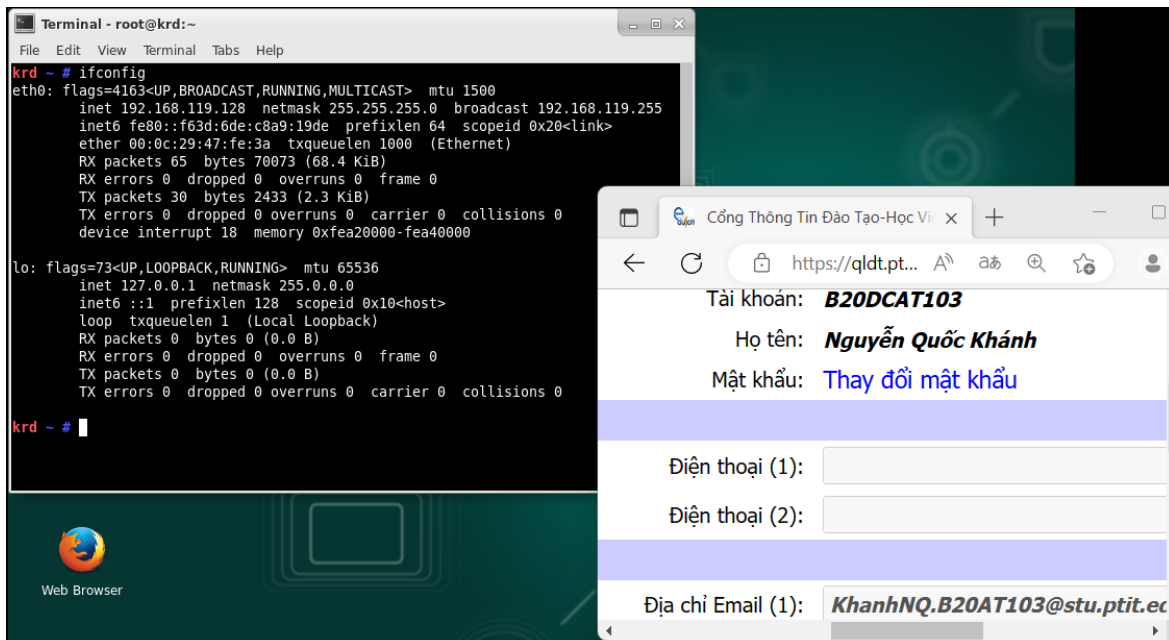 Terminal - root@krd:~
File Edit View Terminal Tabs Help
krd ~ # ifconfig
eth0: flags=4163<UP,BROADCAST,RUNNING,MULTICAST> mtu 1500
inet 192.168.119.128 netmask 255.255.255.0 broadcast 192.168.119.255
inet6 fe80::f63d:6de:c8a9:19de prefixlen 64 scopeid 0x20<link>
ether 00:0c:29:47:fe:3a txqueuelen 1000 (Ethernet)
RX packets 65 bytes 70073 (68.4 KiB)
RX errors 0 dropped 0 overruns 0 frame 0
TX packets 30 bytes 2433 (2.3 KiB)
TX errors 0 dropped 0 overruns 0 carrier 0 collisions 0
device interrupt 18 memory 0xfea20000-fea40000
lo: flags=73<UP,LOOPBACK,RUNNING> mtu 65536
inet 127.0.0.1 netmask 255.0.0.0
inet6 ::1 prefixlen 128 scopeid 0x10<host>
loop txqueuelen 1 (Local Loopback)
RX packets 0 bytes 0 (0.0 B)
RX errors 0 dropped 0 overruns 0 frame 0
TX packets 0 bytes 0 (0.0 B)
TX errors 0 dropped 0 overruns 0 carrier 0 collisions 0
krd ~ #
Web Browser
Cổng Thông Tin Đào Tạo-Học Vi
https://qldt.pt... A aあ
Tài khoản: B20DCAT103
Họ tên: Nguyễn Quốc Khánh
Mật khẩu: Thay đổi mật khẩu
Điện thoại (1):
Điện thoại (2):
Địa chỉ Email (1): KhanhNQ.B20AT103@stu.ptit.ec